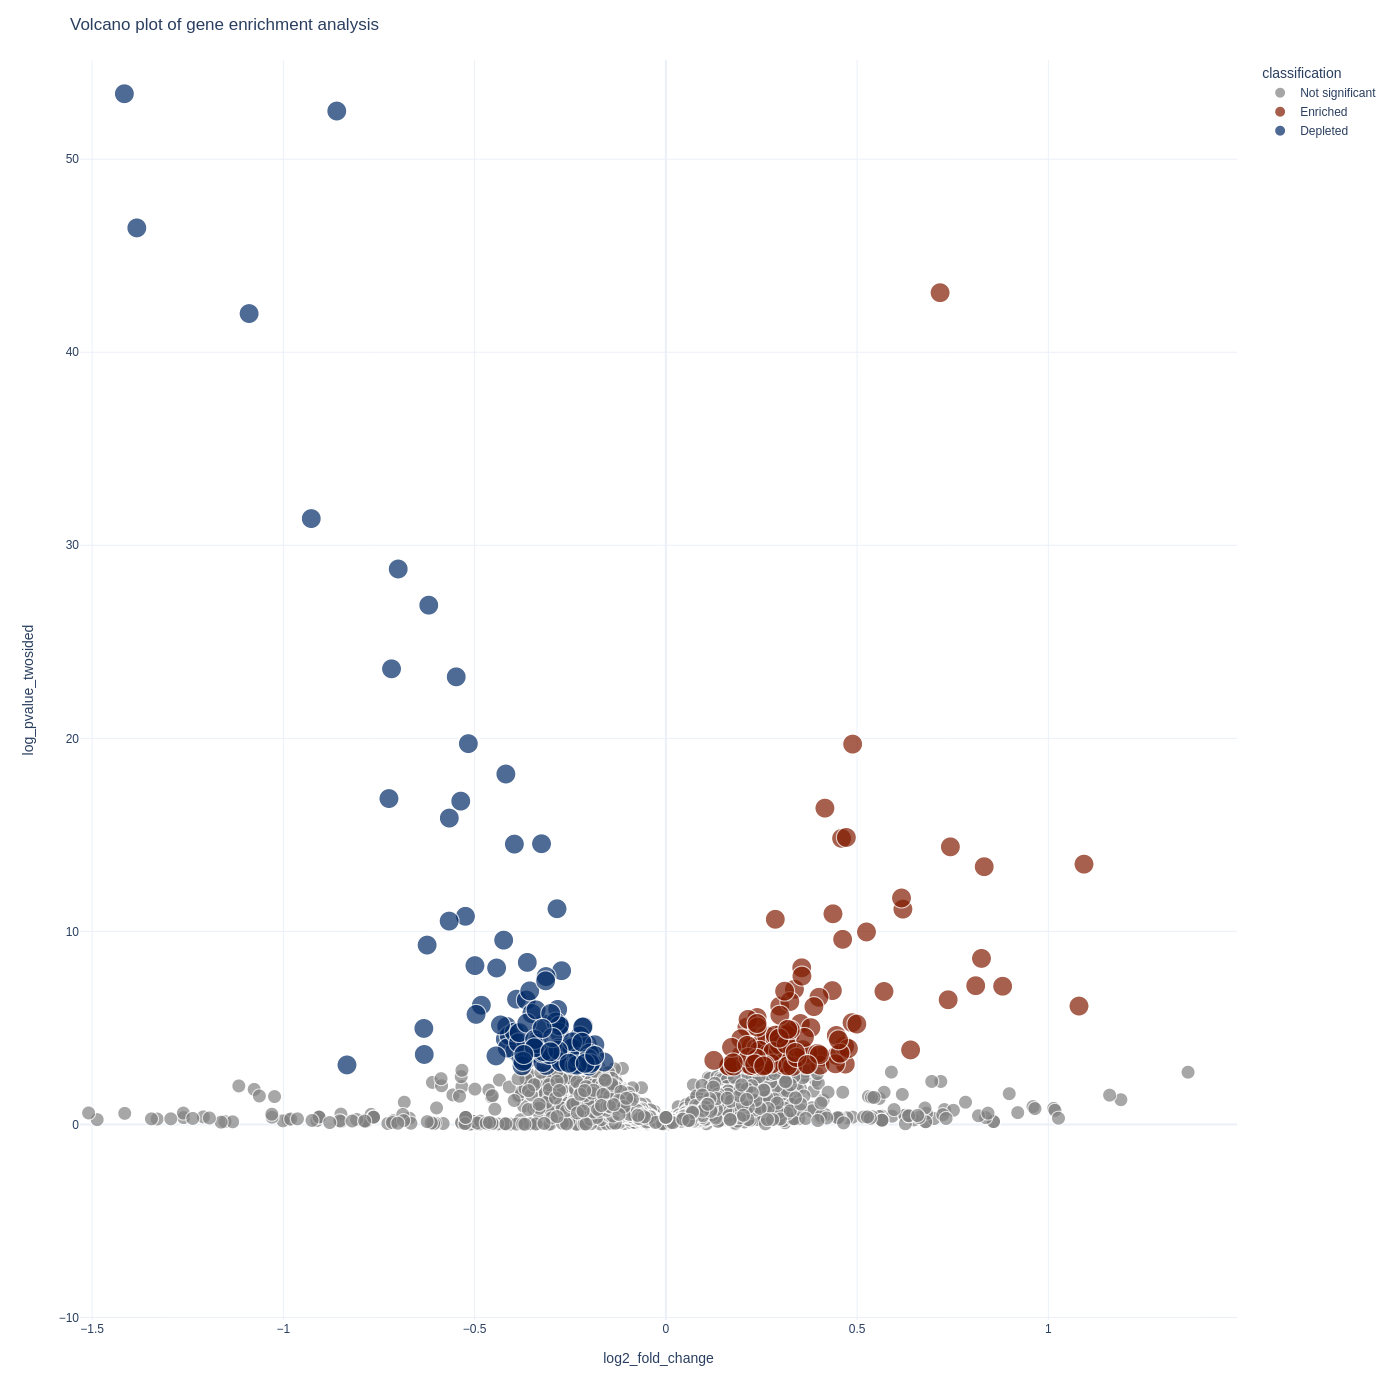 Volcano plot of gene enrichment analysis
classification
Not significant
Enriched
Depleted
50
40
30
20
10
0
−10
log_pvalue_twosided
−1.5
−1
−0.5
0
0.5
1
log2_fold_change